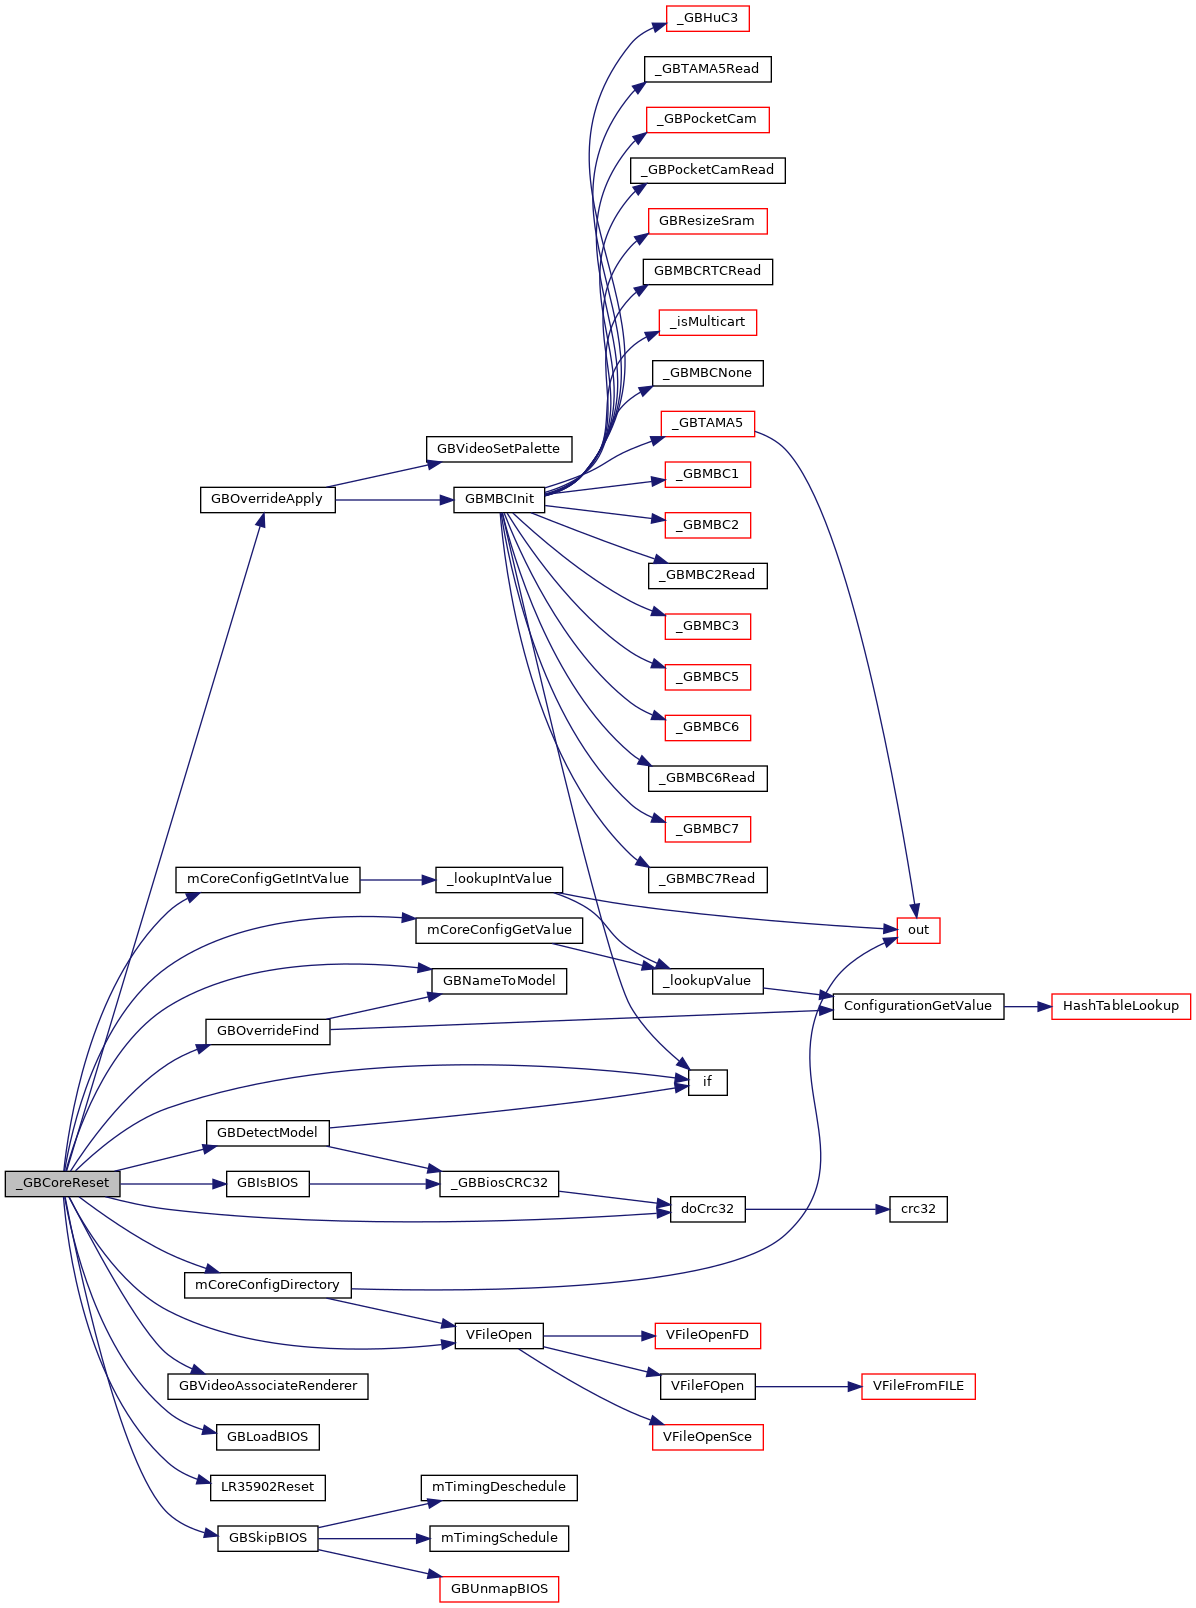 _GBHuC3
_GBTAMA5Read
_GBPocketCam
_GBPocketCamRead
GBResizeSram
GBMBCRTCRead
_isMulticart
_GBMBCNone
_GBTAMA5
GBVideoSetPalette
_GBMBC1
GBOverrideApply
GBMBCInit
_GBMBC2
_GBMBC2Read
_GBMBC3
_GBMBC5
_GBMBC6
_GBMBC6Read
_GBMBC7
mCoreConfigGetIntValue
_lookupIntValue
_GBMBC7Read
mCoreConfigGetValue
out
GBNameToModel
_lookupValue
ConfigurationGetValue
HashTableLookup
GBOverrideFind
if
GBDetectModel
_GBCoreReset
GBIsBIOS
_GBBiosCRC32
doCrc32
crc32
mCoreConfigDirectory
VFileOpen
VFileOpenFD
GBVideoAssociateRenderer
VFileFOpen
VFileFromFILE
GBLoadBIOS
VFileOpenSce
LR35902Reset
mTimingDeschedule
GBSkipBIOS
mTimingSchedule
GBUnmapBIOS